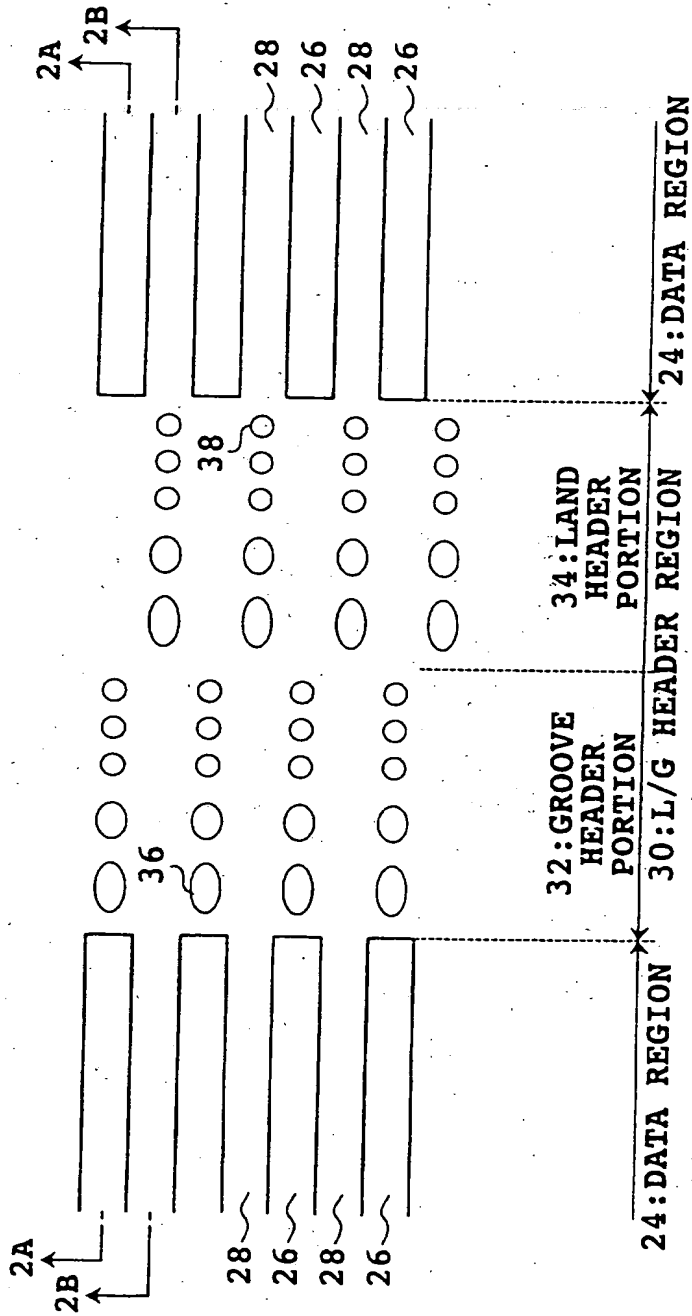 2A
2B
2A
2B
28
26
28
26
28
26
28
26
36
38
32:GROOVE
HEADER
PORTION
34:LAND
HEADER
PORTION
24:DATA REGION
30:L/G HEADER REGION
24:DATA REGION